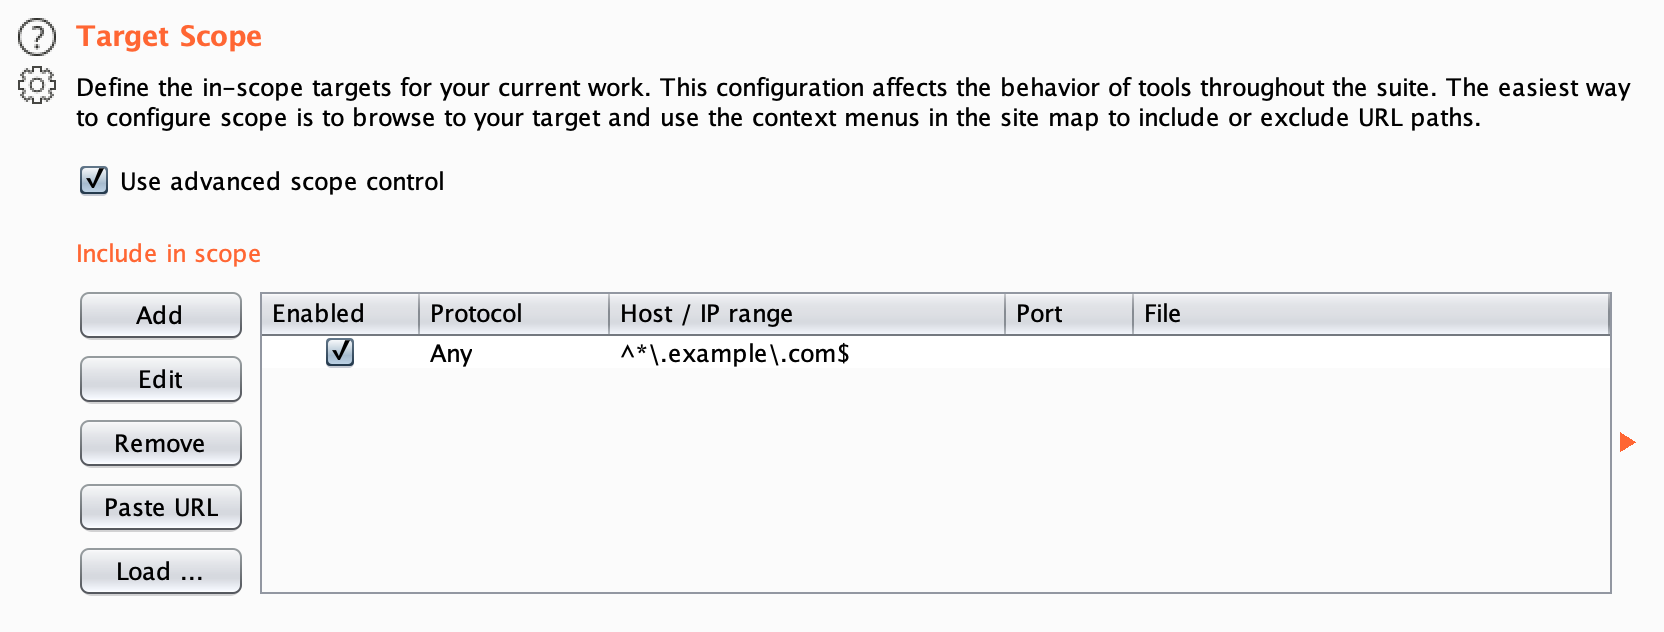 ?
Target Scope
Define the in-scope targets for your current work. This configuration affects the behavior of tools throughout the suite. The easiest way
to configure scope is to browse to your target and use the context menus in the site map to include or exclude URL paths.
Use advanced scope control
Include in scope
Add
Edit
Remove
Paste URL
Load ...
Enabled Protocol Host / IP range Port File
Any ^*\.example\.com$